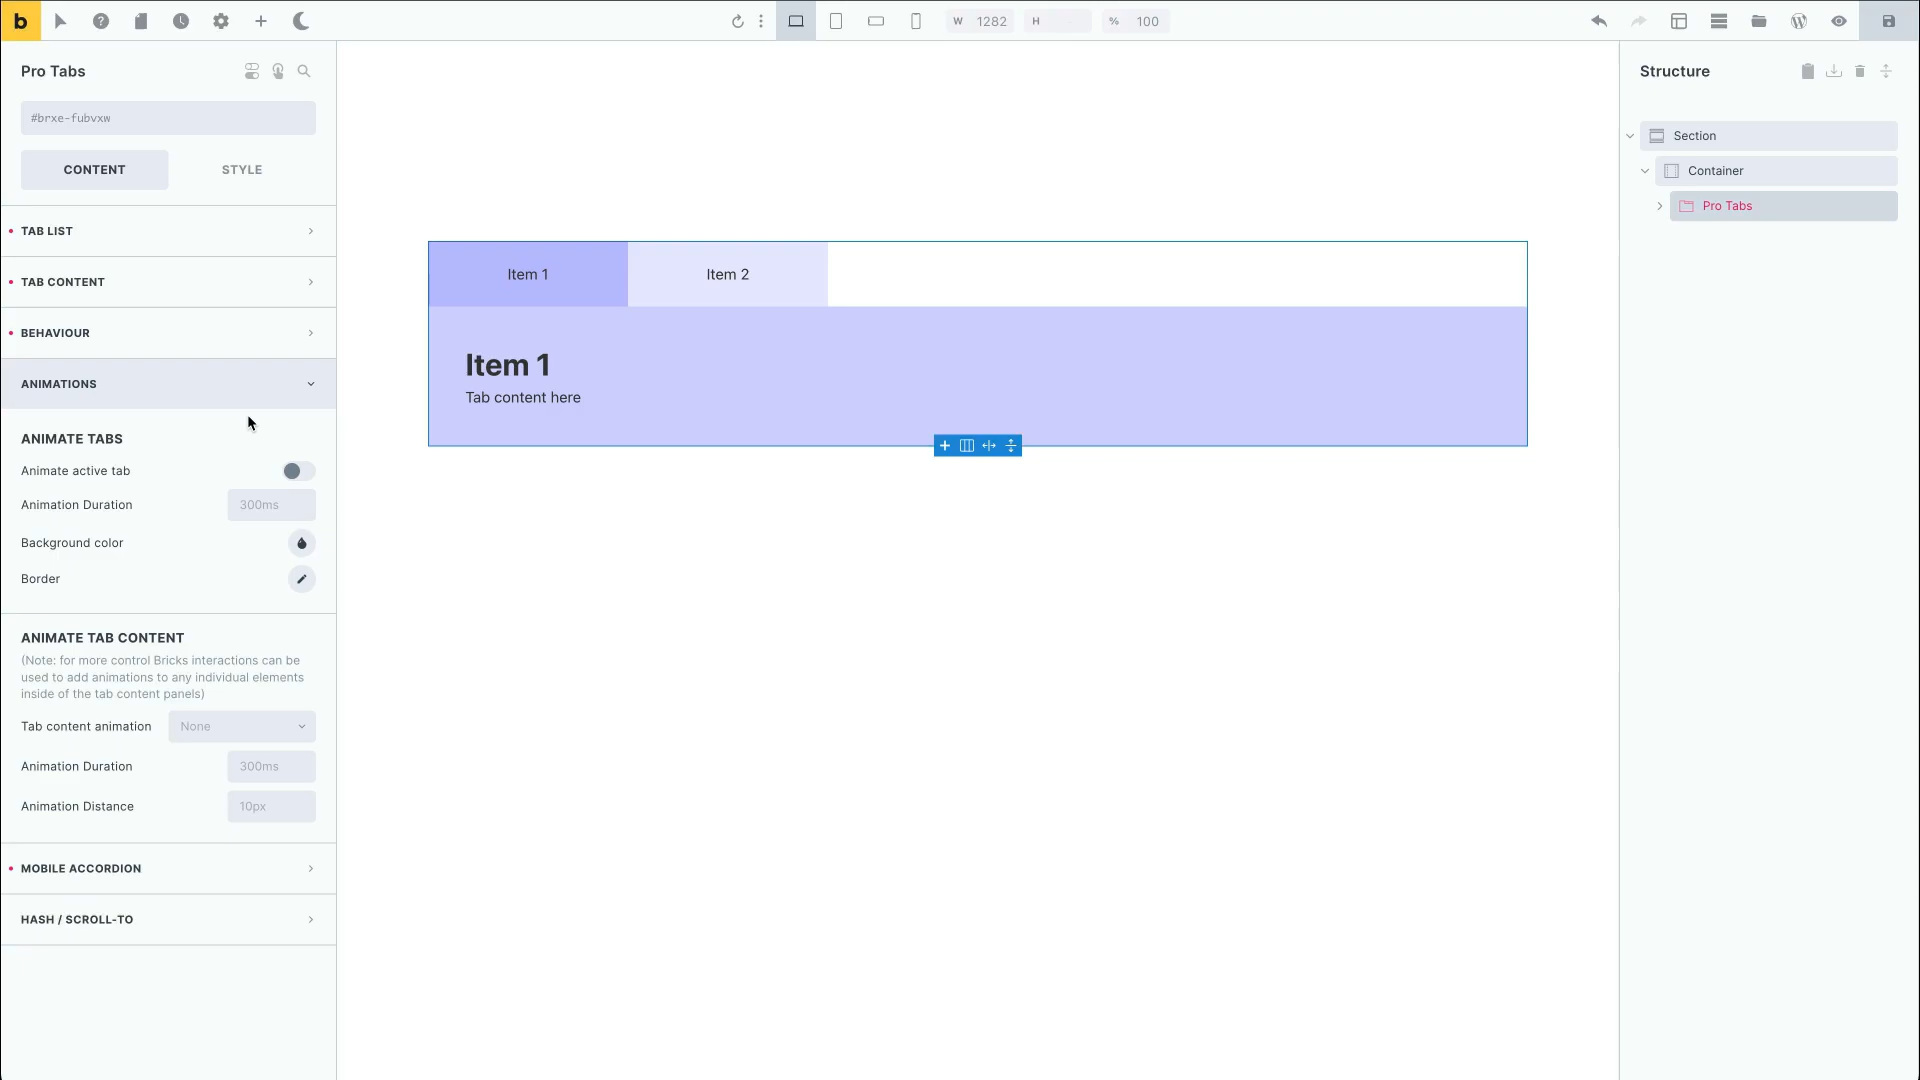 b
W 1282 H % 100
Pro Tabs
#brxe-fubvxw
CONTENT STYLE
TAB LIST
TAB CONTENT
BEHAVIOUR
ANIMATIONS
ANIMATE TABS
Animate active tab
Animation Duration 300ms
Background color
Border
ANIMATE TAB CONTENT
(Note: for more control Bricks interactions can be
used to add animations to any individual elements
inside of the tab content panels)
Tab content animation None
Animation Duration 300ms
Animation Distance 10px
MOBILE ACCORDION
HASH / SCROLL-TO
Item 1 Item 2
Item 1
Tab content here
Structure
Section
Container
Pro Tabs